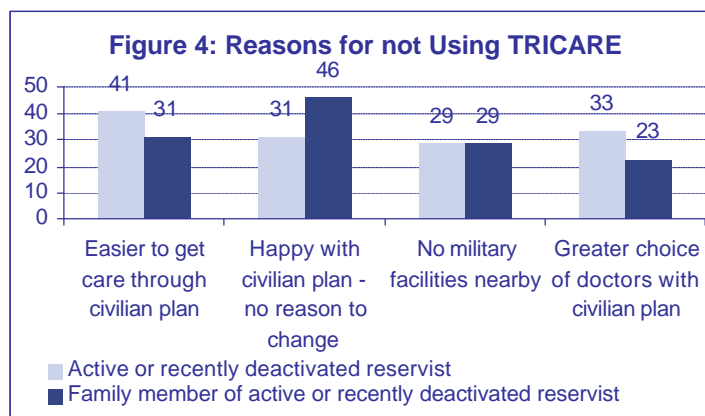 Figure 4: Reasons for not Using TRICARE
50
40
30
20
10
0
41
31
31
46
29
29
33
23
Easier to get
care through
civilian plan
Happy with
civilian plan -
no reason to
change
No military
facilities nearby
Greater choice
of doctors with
civilian plan
Active or recently deactivated reservist
Family member of active or recently deactivated reservist